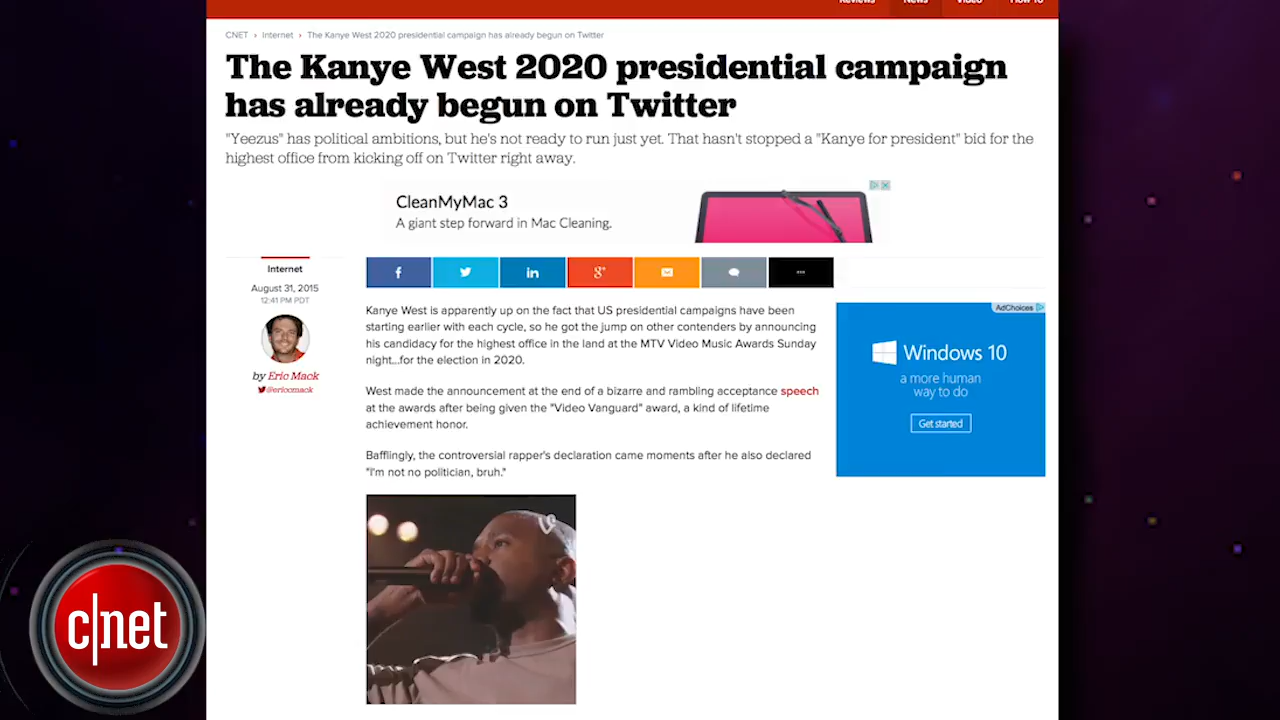 Reviews News Video How To
CNET › Internet › The Kanye West 2020 presidential campaign has already begun on Twitter
The Kanye West 2020 presidential campaign
has already begun on Twitter
"Yeezus" has political ambitions, but he's not ready to run just yet. That hasn't stopped a "Kanye for president" bid for the
highest office from kicking off on Twitter right away.
CleanMyMac 3
A giant step forward in Mac Cleaning.
Internet
August 31, 2015
12:41 PM PDT
by Eric Mack
@ericcmack
Kanye West is apparently up on the fact that US presidential campaigns have been
starting earlier with each cycle, so he got the jump on other contenders by announcing
his candidacy for the highest office in the land at the MTV Video Music Awards Sunday
night...for the election in 2020.
West made the announcement at the end of a bizarre and rambling acceptance speech
at the awards after being given the "Video Vanguard" award, a kind of lifetime
achievement honor.
Bafflingly, the controversial rapper's declaration came moments after he also declared
"I'm not no politician, bruh."
AdChoices
Windows 10
a more human
way to do
Get started
c|net